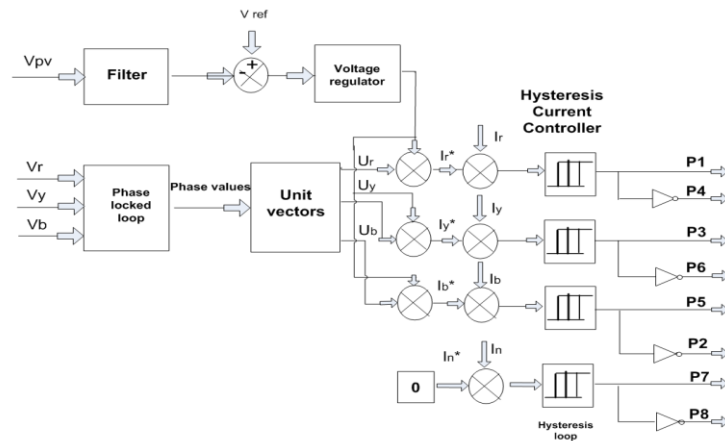 V ref
Vpv
Filter
+
-
Voltage
regulator
Hysteresis
Current
Controller
Vr
Vy
Vb
Phase
locked
loop
Phase values
Unit
vectors
Ur
Uy
Ub
Ir*
Ir
P1
P4
Iy*
Iy
P3
P6
Ib*
Ib
P5
P2
In*
In
0
P7
P8
Hysteresis
loop